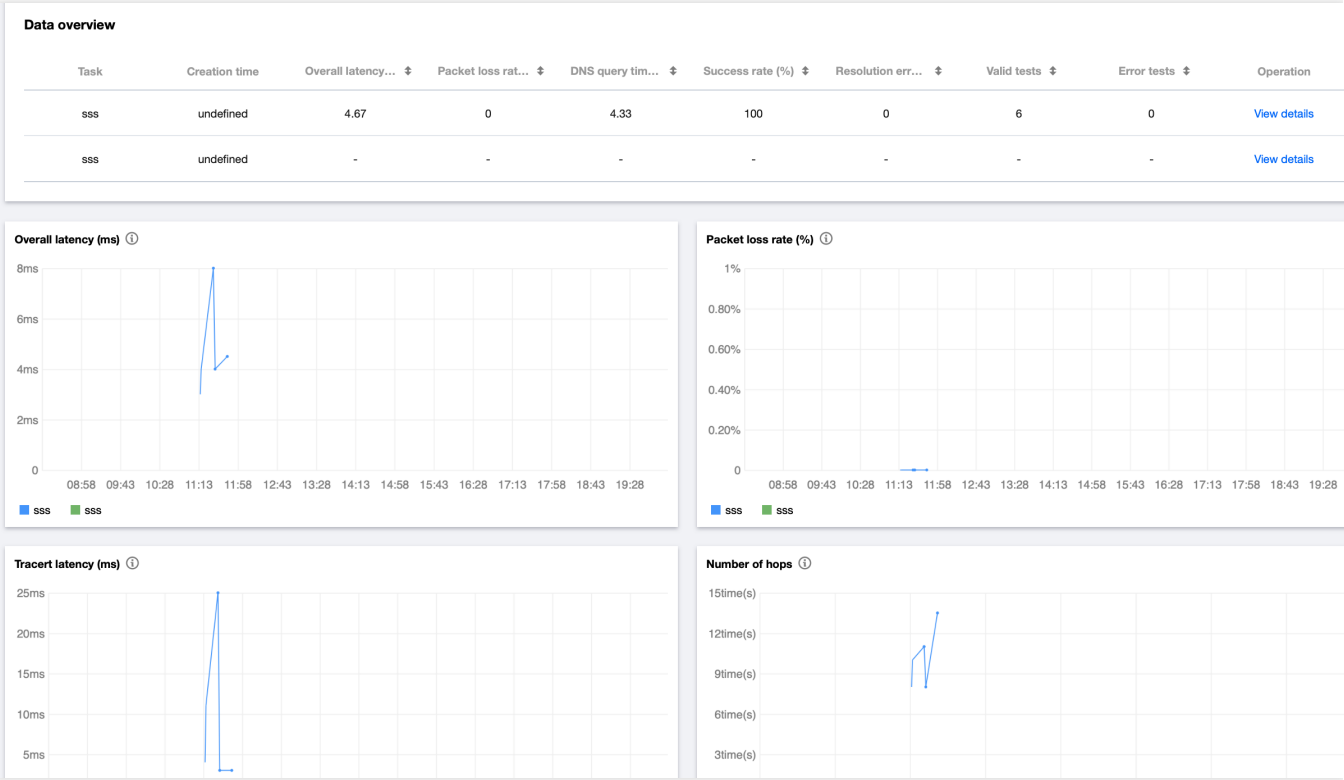 Data overview
Task Creation time Overall latency... Packet loss rat... DNS query tim... Success rate (%) Resolution err... Valid tests Error tests Operation
sss undefined 4.67 0 4.33 100 0 6 0 View details
sss undefined - - - - - - - View details
Overall latency (ms)
8ms
6ms
4ms
2ms
0
08:58 09:43 10:28 11:13 11:58 12:43 13:28 14:13 14:58 15:43 16:28 17:13 17:58 18:43 19:28
sss sss
Packet loss rate (%)
1%
0.80%
0.60%
0.40%
0.20%
0
08:58 09:43 10:28 11:13 11:58 12:43 13:28 14:13 14:58 15:43 16:28 17:13 17:58 18:43 19:28
sss sss
Tracert latency (ms)
25ms
20ms
15ms
10ms
5ms
Number of hops
15time(s)
12time(s)
9time(s)
6time(s)
3time(s)